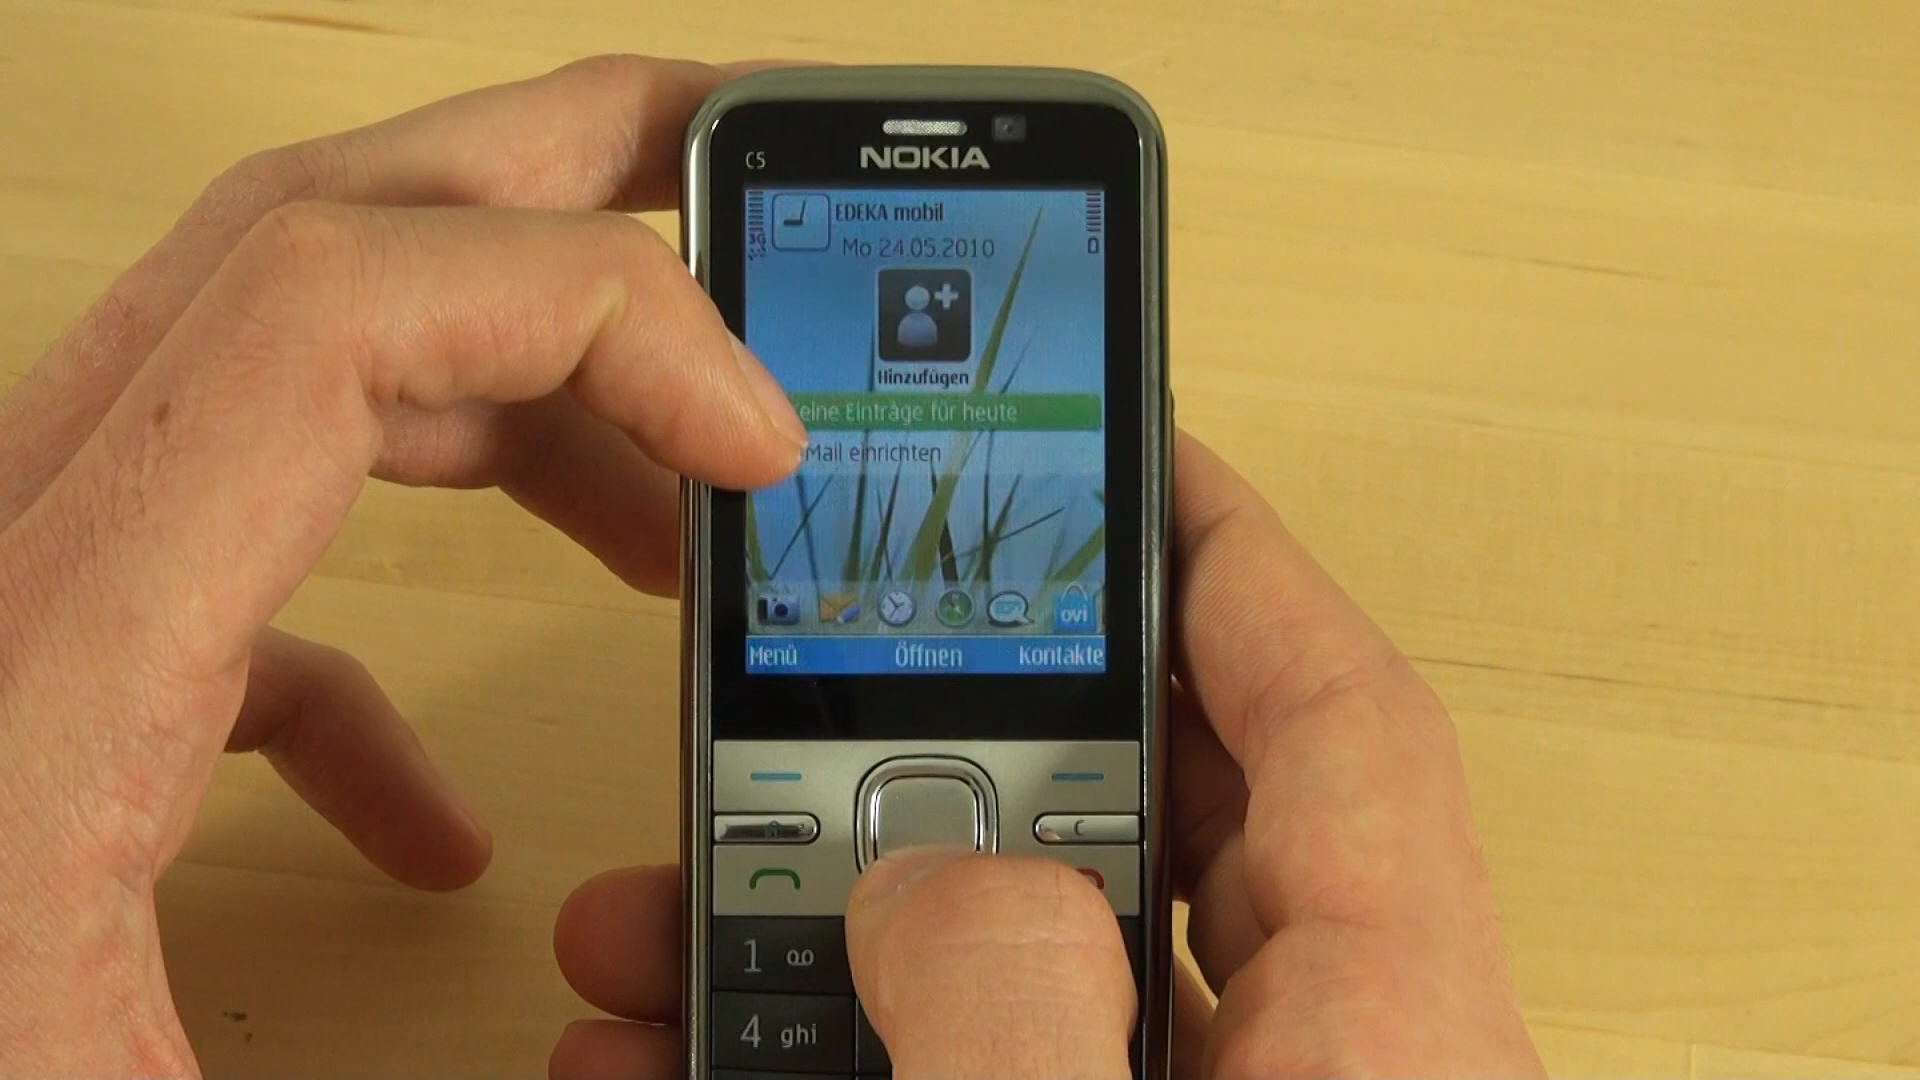 C5
NOKIA
3G
EDEKA mobil
Mo 24.05.2010
Hinzufügen
eine Einträge für heute
Mail einrichten
ovi
Menü Öffnen Kontakte
C
1
4 ghi